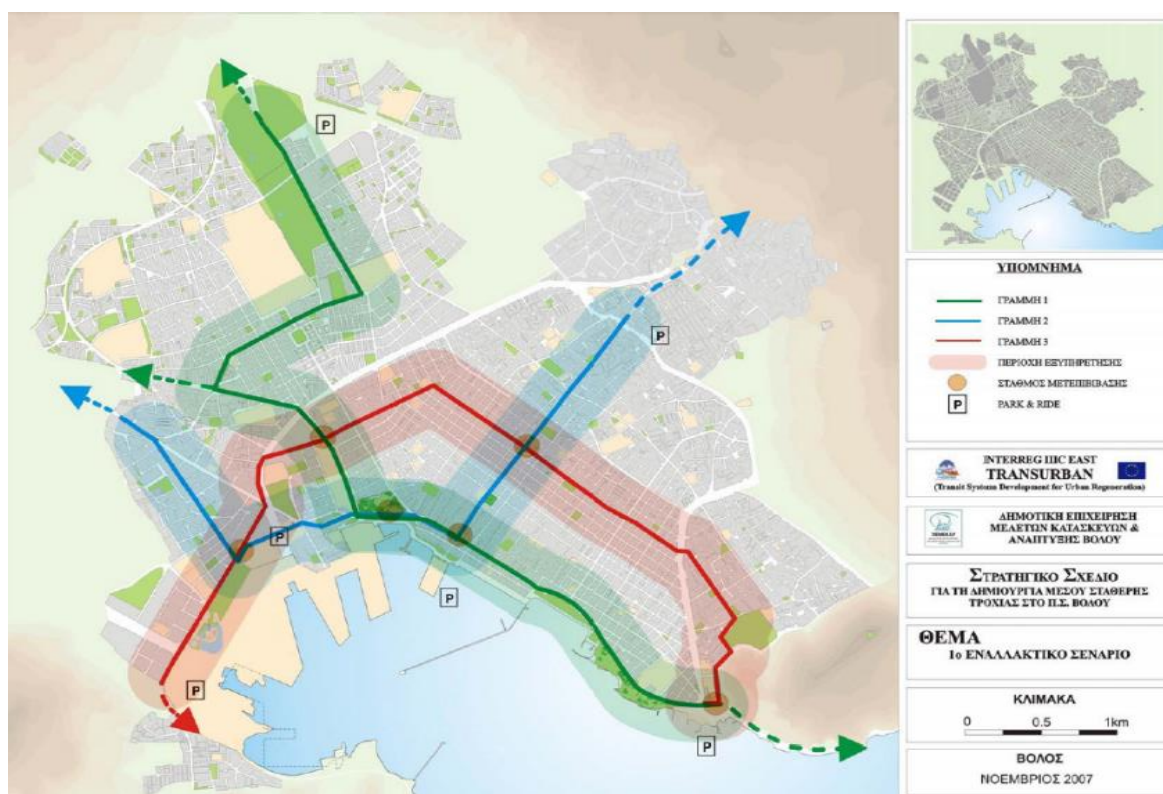 P
P
P
P
P
P
ΥΠΟΜΝΗΜΑ
ΓΡΑΜΜΗ 1
ΓΡΑΜΜΗ 2
ΓΡΑΜΜΗ 3
ΠΕΡΙΟΧΗ ΕΞΥΠΗΡΕΤΗΣΗΣ
ΣΤΑΘΜΟΣ ΜΕΤΕΠΙΒΙΒΑΣΗΣ
P PARK & RIDE
INTERREG IIIC EAST
TRANSURBAN
(Transit Systems Development for Urban Regeneration)
ΔΗΜΟΤΙΚΗ ΕΠΙΧΕΙΡΗΣΗ
ΜΕΛΕΤΩΝ ΚΑΤΑΣΚΕΥΩΝ &
ΑΝΑΠΤΥΞΗΣ ΒΟΛΟΥ
ΣΤΡΑΤΗΓΙΚΟ ΣΧΕΔΙΟ
ΓΙΑ ΤΗ ΔΗΜΙΟΥΡΓΙΑ ΜΕΣΟΥ ΣΤΑΘΕΡΗΣ
ΤΡΟΧΙΑΣ ΣΤΟ Π.Σ. ΒΟΛΟΥ
ΘΕΜΑ
1ο ΕΝΑΛΛΑΚΤΙΚΟ ΣΕΝΑΡΙΟ
ΚΛΙΜΑΚΑ
0 0.5 1km
ΒΟΛΟΣ
ΝΟΕΜΒΡΙΟΣ 2007